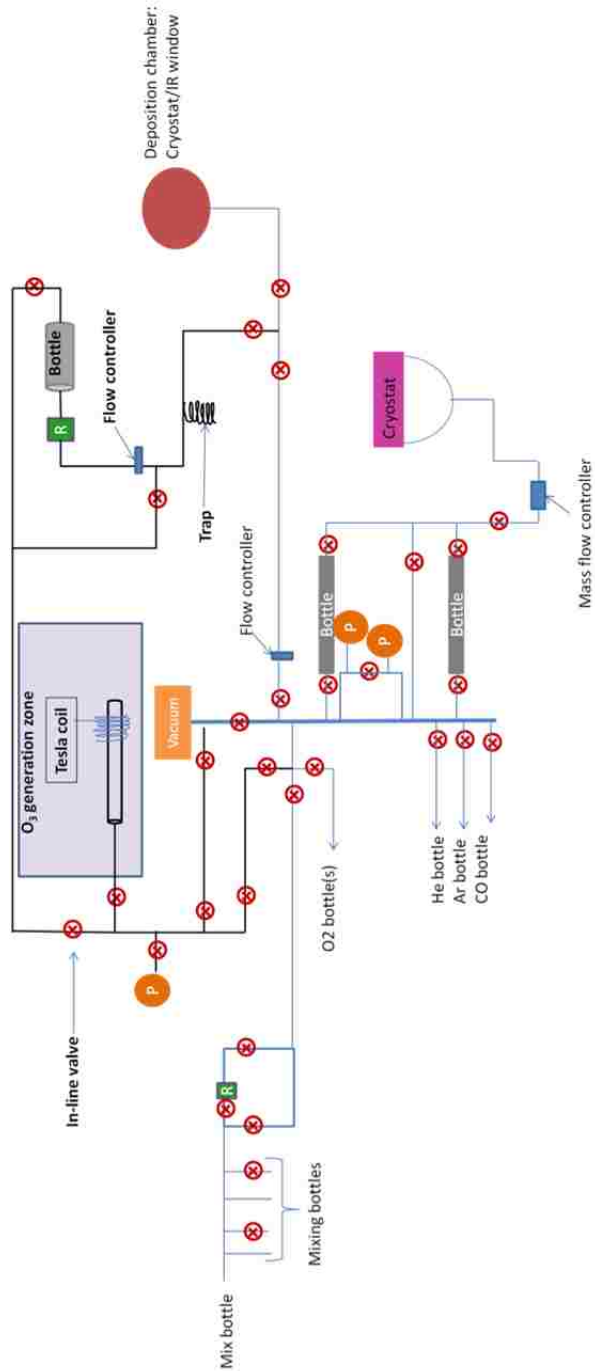 Deposition chamber:
Cryostat/IR window
Bottle
R
Flow controller
Trap
O₃ generation zone
Tesla coil
Vacuum
Flow controller
Cryostat
Mass flow controller
Bottle
P
P
Bottle
In-line valve
P
O2 bottle(s)
He bottle
Ar bottle
CO bottle
R
Mixing bottles
Mix bottle